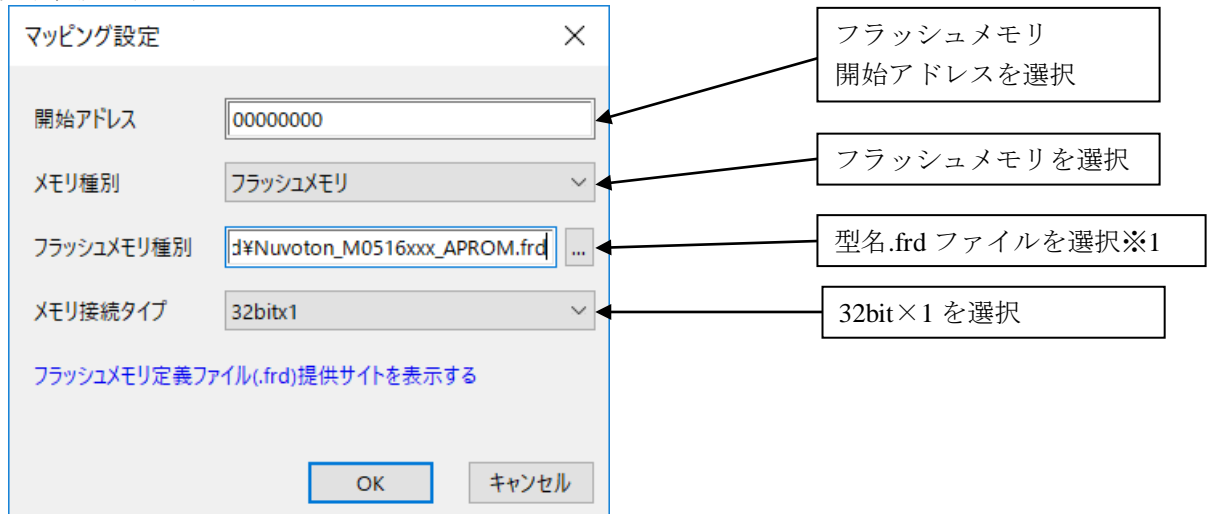 マッピング設定
フラッシュメモリ
開始アドレスを選択
開始アドレス
00000000
フラッシュメモリを選択
メモリ種別
フラッシュメモリ
フラッシュメモリ種別
d¥Nuvoton_M0516xxx_APROM.frd
...
型名.frd ファイルを選択※1
メモリ接続タイプ
32bitx1
32bit×1 を選択
フラッシュメモリ定義ファイル(.frd)提供サイトを表示する
OK
キャンセル